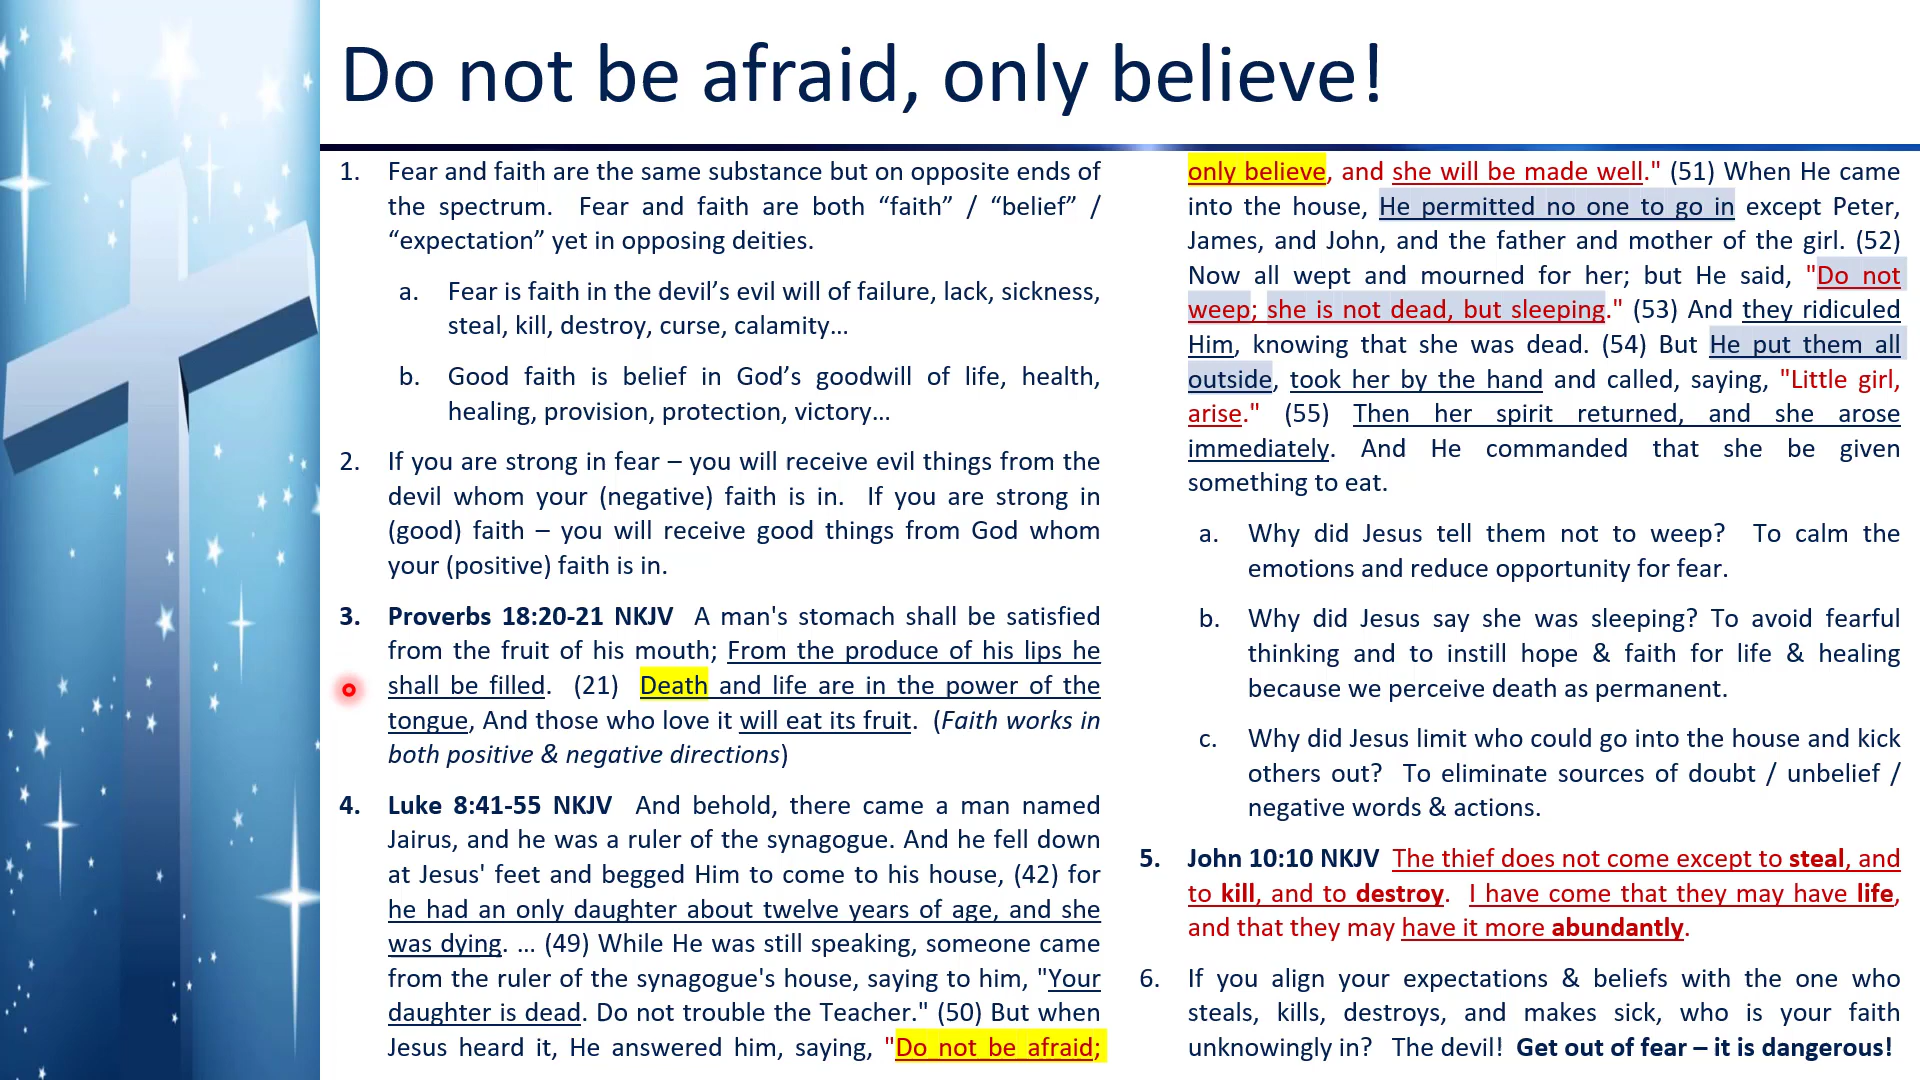 Do not be afraid, only believe!
1. Fear and faith are the same substance but on opposite ends of
the spectrum. Fear and faith are both “faith” / “belief” /
“expectation” yet in opposing deities.
a. Fear is faith in the devil’s evil will of failure, lack, sickness,
steal, kill, destroy, curse, calamity…
b. Good faith is belief in God’s goodwill of life, health,
healing, provision, protection, victory…
2. If you are strong in fear – you will receive evil things from the
devil whom your (negative) faith is in. If you are strong in
(good) faith – you will receive good things from God whom
your (positive) faith is in.
3. Proverbs 18:20-21 NKJV A man's stomach shall be satisfied
from the fruit of his mouth; From the produce of his lips he
shall be filled. (21) Death and life are in the power of the
tongue, And those who love it will eat its fruit. (Faith works in
both positive & negative directions)
4. Luke 8:41-55 NKJV And behold, there came a man named
Jairus, and he was a ruler of the synagogue. And he fell down
at Jesus' feet and begged Him to come to his house, (42) for
he had an only daughter about twelve years of age, and she
was dying. … (49) While He was still speaking, someone came
from the ruler of the synagogue's house, saying to him, "Your
daughter is dead. Do not trouble the Teacher." (50) But when
Jesus heard it, He answered him, saying, "Do not be afraid;
only believe, and she will be made well." (51) When He came
into the house, He permitted no one to go in except Peter,
James, and John, and the father and mother of the girl. (52)
Now all wept and mourned for her; but He said, "Do not
weep; she is not dead, but sleeping." (53) And they ridiculed
Him, knowing that she was dead. (54) But He put them all
outside, took her by the hand and called, saying, "Little girl,
arise." (55) Then her spirit returned, and she arose
immediately. And He commanded that she be given
something to eat.
a. Why did Jesus tell them not to weep? To calm the
emotions and reduce opportunity for fear.
b. Why did Jesus say she was sleeping? To avoid fearful
thinking and to instill hope & faith for life & healing
because we perceive death as permanent.
c. Why did Jesus limit who could go into the house and kick
others out? To eliminate sources of doubt / unbelief /
negative words & actions.
5. John 10:10 NKJV The thief does not come except to steal, and
to kill, and to destroy. I have come that they may have life,
and that they may have it more abundantly.
6. If you align your expectations & beliefs with the one who
steals, kills, destroys, and makes sick, who is your faith
unknowingly in? The devil! Get out of fear – it is dangerous!